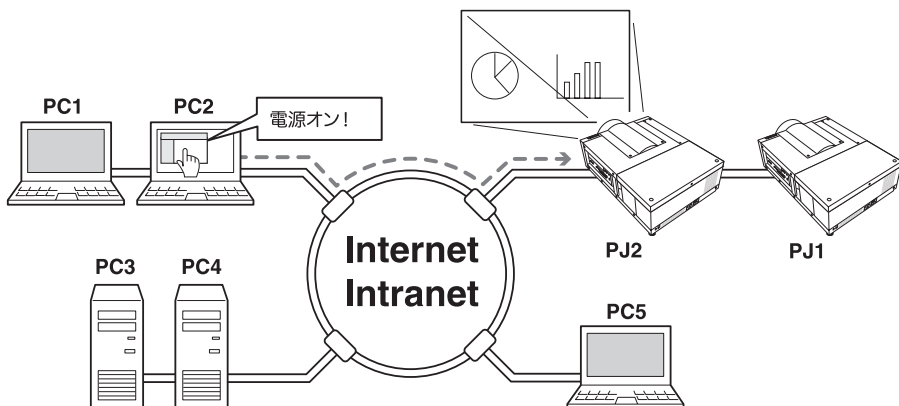 PC1
PC2
電源オン!
PJ2
PJ1
Internet
Intranet
PC3
PC4
PC5